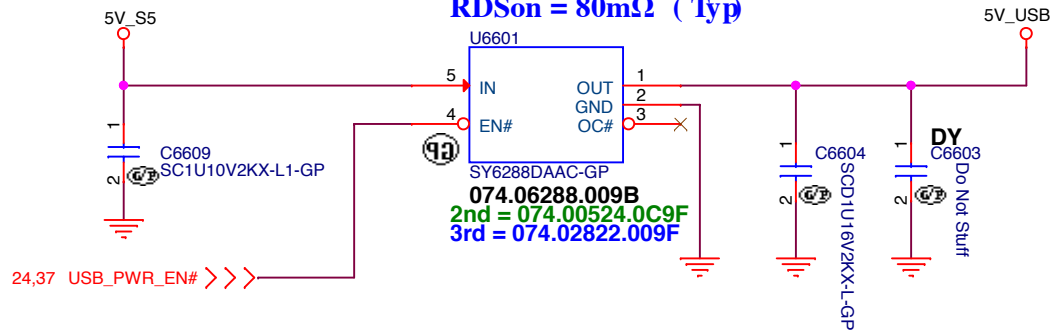 RDSon = 80mΩ ( Typ)
5V_S5
5V_USB
U6601
5 IN
OUT 1
GND 2
4 EN#
OC# 3
GP
SY6288DAAC-GP
074.06288.009B
2nd = 074.00524.0C9F
3rd = 074.02822.009F
1
C6609
SC1U10V2KX-L1-GP
2
G/P
1
C6604
SCD1U16V2KX-L-GP
2
G/P
DY
1
C6603
Do Not Stuff
2
G/P
24,37 USB_PWR_EN#